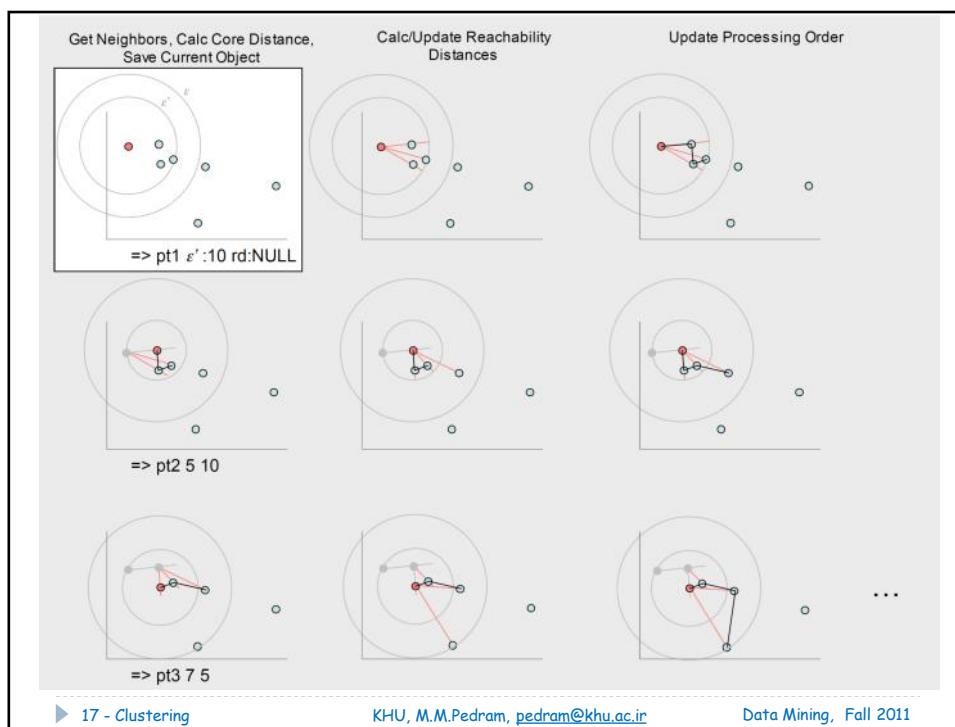 Get Neighbors, Calc Core Distance,
Save Current Object
Calc/Update Reachability
Distances
Update Processing Order
ε
ε'
=> pt1 ε' :10 rd:NULL
=> pt2 5 10
...
=> pt3 7 5
17 - Clustering
KHU, M.M.Pedram, pedram@khu.ac.ir
Data Mining, Fall 2011